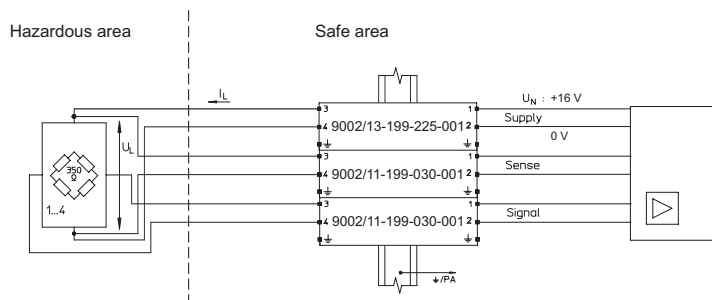 Hazardous area
Safe area
I_L
3
1
U_N : +16 V
4
9002/13-199-225-001
2
Supply
0 V
3
1
U_L
350
Ω
4
9002/11-199-030-001
2
Sense
3
1
1...4
4
9002/11-199-030-001
2
Signal
⏚/PA